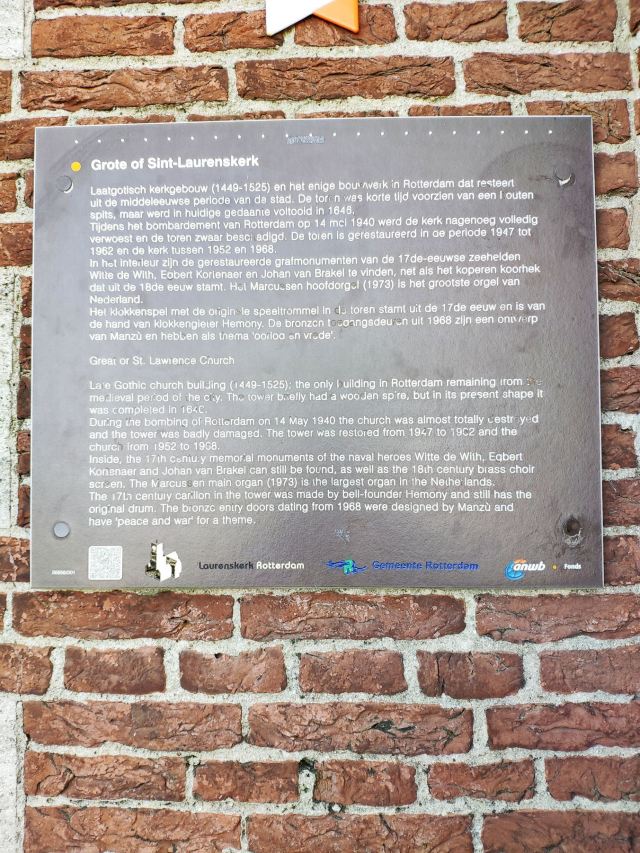 Grote of Sint-Laurenskerk
Laatgotisch kerkgebouw (1449-1525) en het enige bouwwerk in Rotterdam dat resteert
uit de middeleeuwse periode van de stad. De toren was korte tijd voorzien van een houten
spits, maar werd in huidige gedaante voltooid in 1646.
Tijdens het bombardement van Rotterdam op 14 mei 1940 werd de kerk nagenoeg volledig
verwoest en de toren zwaar beschadigd. De toren is gerestaureerd in de periode 1947 tot
1962 en de kerk tussen 1952 en 1968.
In het interieur zijn de gerestaureerde grafmonumenten van de 17de-eeuwse zeehelden
Witte de With, Egbert Kortenaer en Johan van Brakel te vinden, net als het koperen koorhek
dat uit de 18de eeuw stamt. Het Marcussen hoofdorgel (1973) is het grootste orgel van
Nederland.
Het klokkenspel met de originele speeltrommel in de toren stamt uit de 17de eeuw en is van
de hand van klokkengieter Hemony. De bronzen toegangsdeuren uit 1968 zijn een ontwerp
van Manzù en hebben als thema 'oorlog en vrede'.
Great or St. Lawrence Church
Late Gothic church building (1449-1525); the only building in Rotterdam remaining from the
medieval period of the city. The tower briefly had a wooden spire, but in its present shape it
was completed in 1646.
During the bombing of Rotterdam on 14 May 1940 the church was almost totally destroyed
and the tower was badly damaged. The tower was restored from 1947 to 1962 and the
church from 1952 to 1968.
Inside, the 17th century memorial monuments of the naval heroes Witte de With, Egbert
Kortenaer and Johan van Brakel can still be found, as well as the 18th century brass choir
screen. The Marcussen main organ (1973) is the largest organ in the Netherlands.
The 17th century carillon in the tower was made by bell-founder Hemony and still has the
original drum. The bronze entry doors dating from 1968 were designed by Manzù and
have 'peace and war' for a theme.
Laurenskerk Rotterdam
Gemeente Rotterdam
anwb Fonds